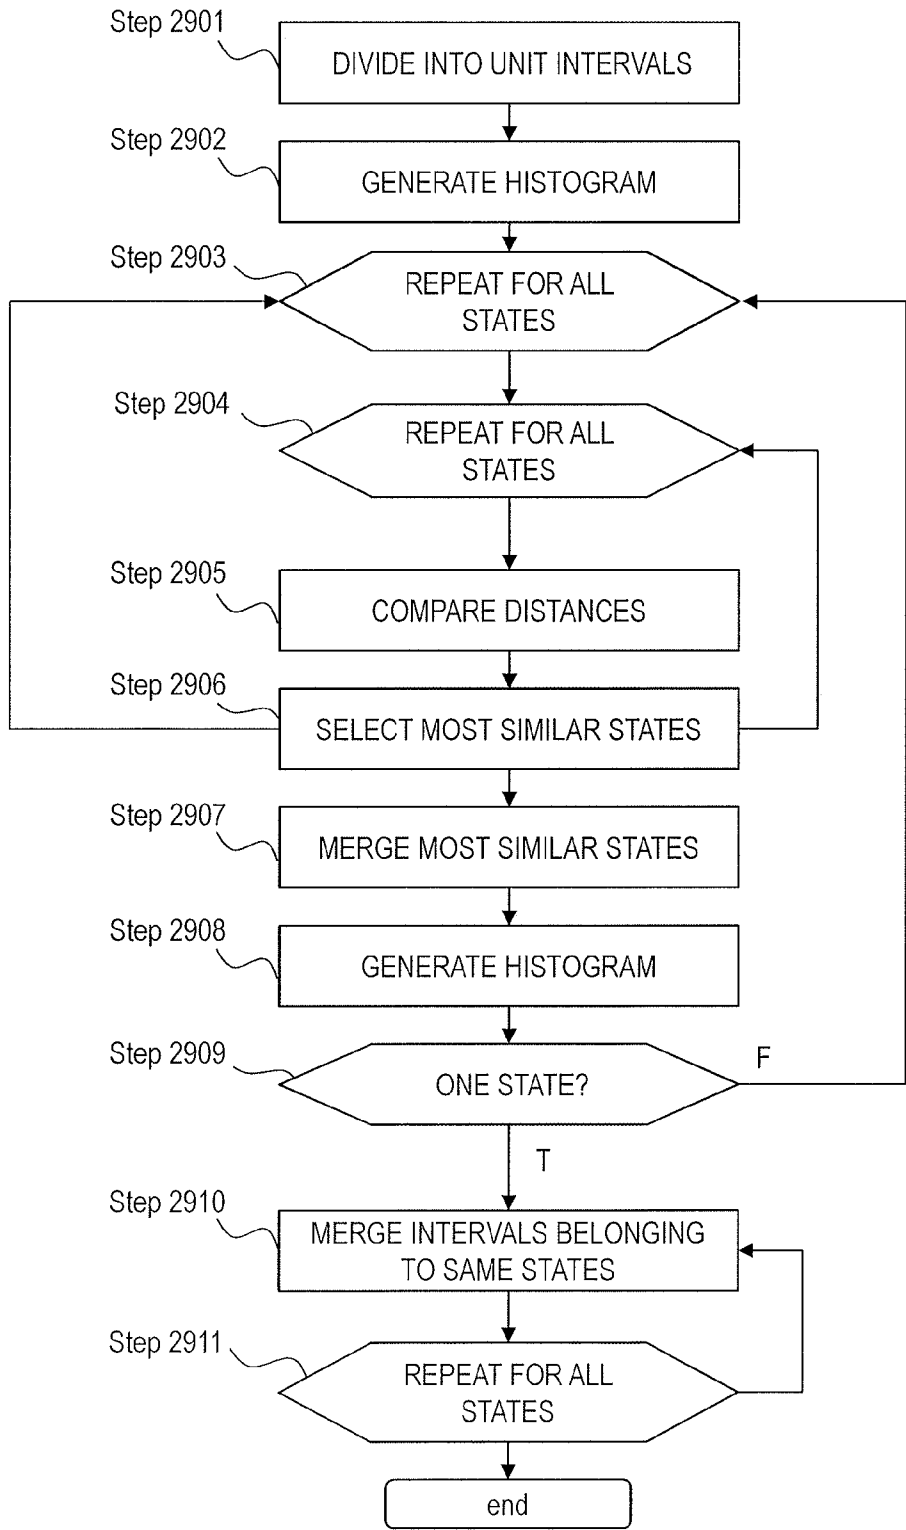 Step 2901
DIVIDE INTO UNIT INTERVALS
Step 2902
GENERATE HISTOGRAM
Step 2903
REPEAT FOR ALL
STATES
Step 2904
REPEAT FOR ALL
STATES
Step 2905
COMPARE DISTANCES
Step 2906
SELECT MOST SIMILAR STATES
Step 2907
MERGE MOST SIMILAR STATES
Step 2908
GENERATE HISTOGRAM
Step 2909
ONE STATE?
F
T
Step 2910
MERGE INTERVALS BELONGING
TO SAME STATES
Step 2911
REPEAT FOR ALL
STATES
end